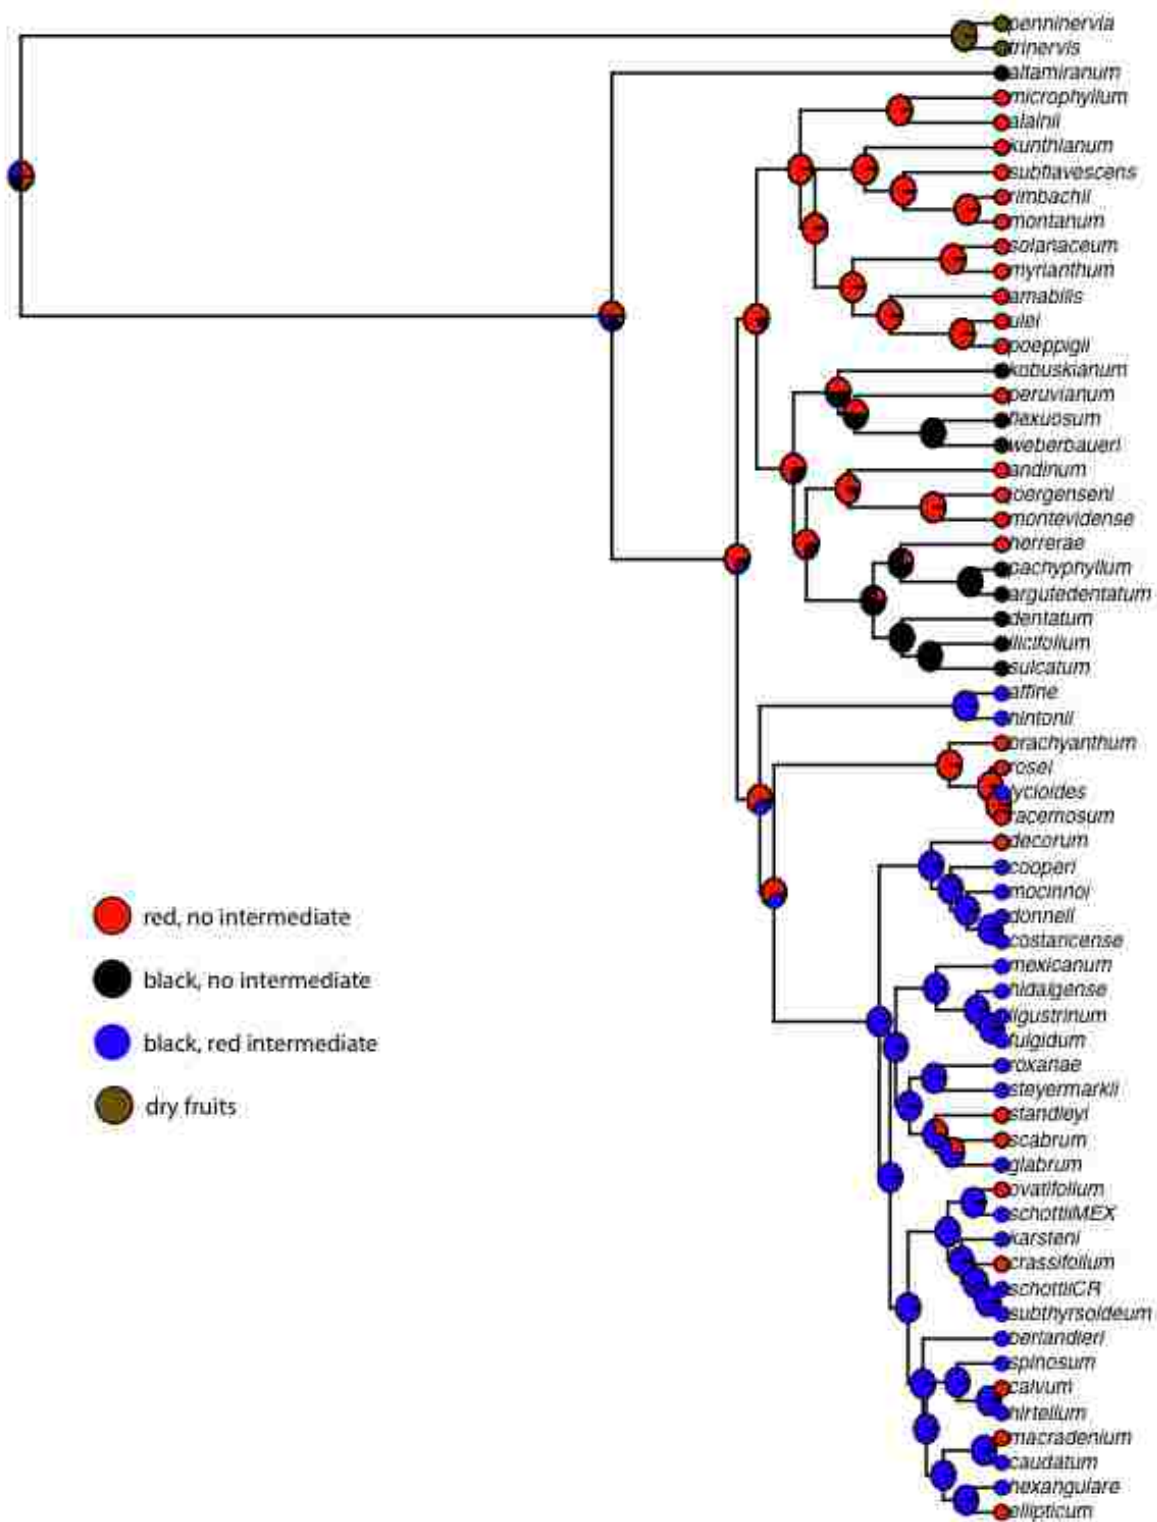 penninervia
trinervis
altamiranum
microphyllum
alainii
kunthianum
subflavescens
rimbachii
montanum
solanaceum
myrianthum
amabilis
ulei
poeppigii
kobuskianum
peruvianum
flexuosum
weberbaueri
andinum
joergenseni
montevidense
herrerae
pachyphyllum
argutedentatum
dentatum
ilicifolium
sulcatum
affine
hintonii
brachyanthum
rosei
lycioides
racemosum
decorum
cooperi
mocinnoi
donnell
costaricense
mexicanum
hidalgense
ligustrinum
fulgidum
roxanae
steyermarkii
standleyi
scabrum
glabrum
ovatifolium
schottiiMEX
karsteni
crassifolium
schottiiCR
subthyrsoideum
berlandieri
spinosum
calvum
hirtellum
macradenium
caudatum
hexangulare
ellipticum
red, no intermediate
black, no intermediate
black, red intermediate
dry fruits